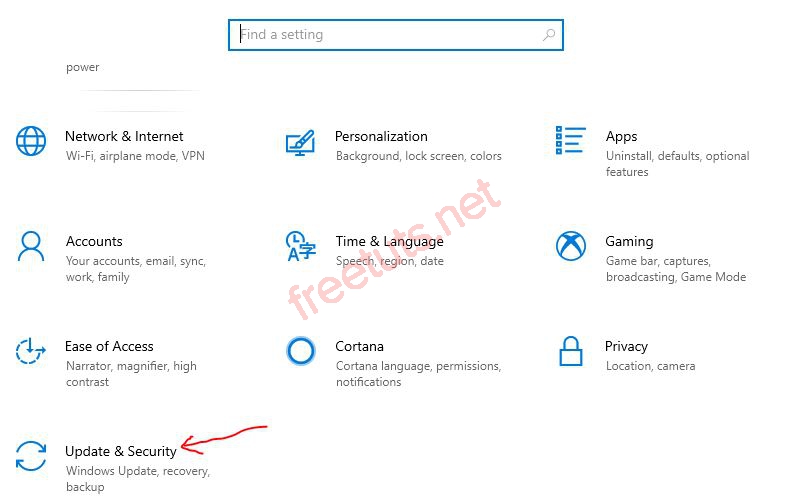 Find a setting
power
Network & Internet
Wi-Fi, airplane mode, VPN
Personalization
Background, lock screen, colors
Apps
Uninstall, defaults, optional
features
Accounts
Your accounts, email, sync,
work, family
Time & Language
Speech, region, date
Gaming
Game bar, captures,
broadcasting, Game Mode
Ease of Access
Narrator, magnifier, high
contrast
Cortana
Cortana language, permissions,
notifications
Privacy
Location, camera
Update & Security
Windows Update, recovery,
backup
freetuts.net